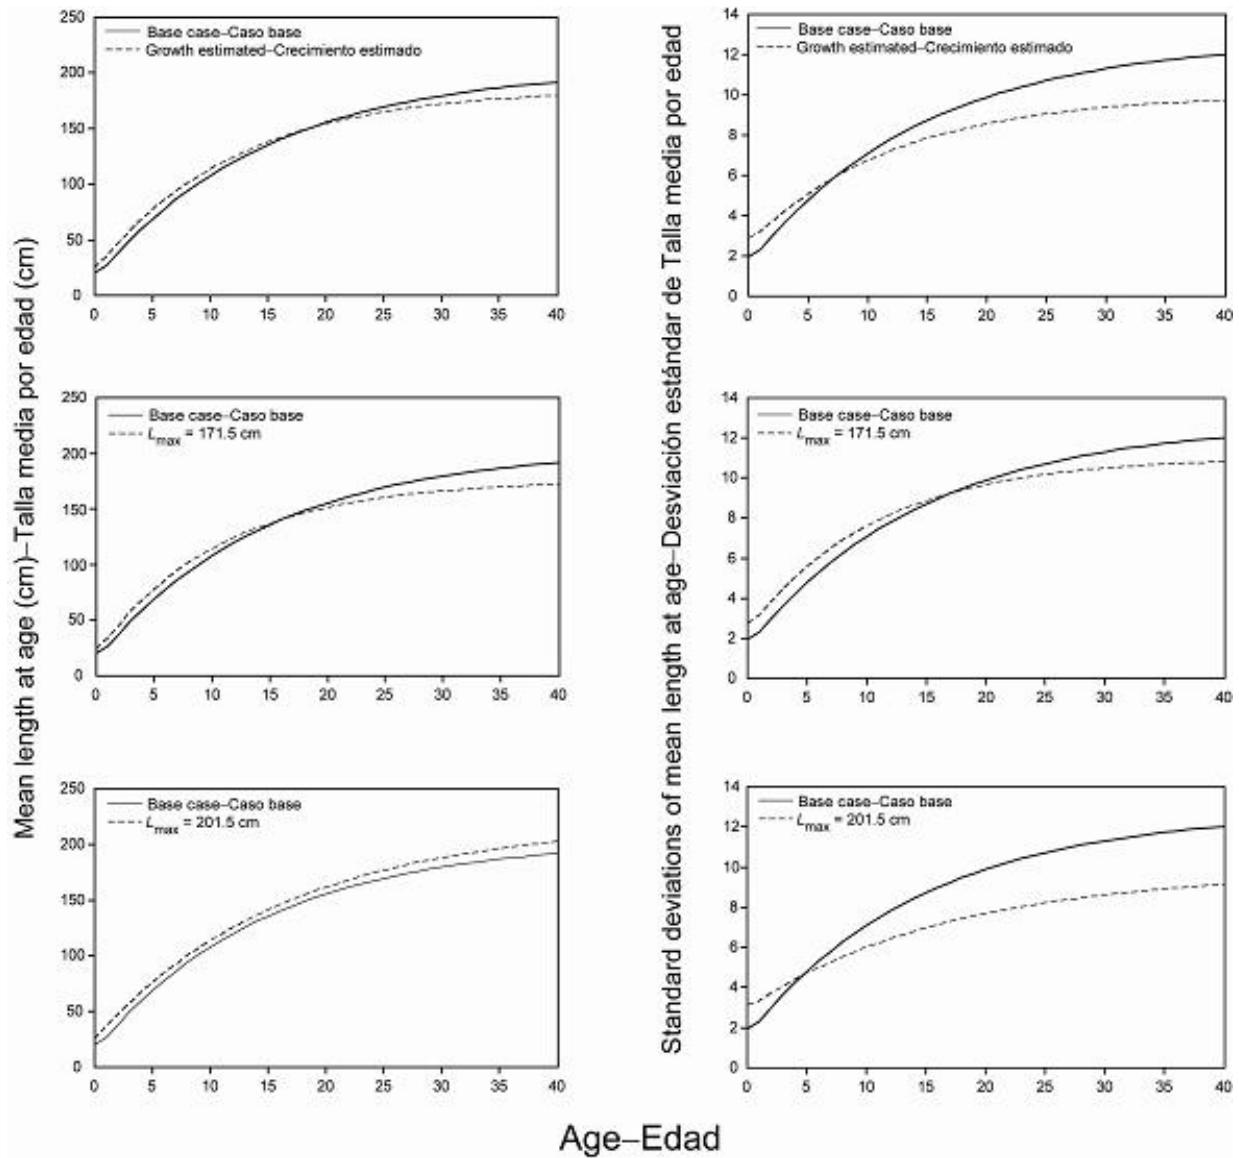 Mean length at age (cm)–Talla media por edad (cm)
250
200
150
100
50
0
Base case–Caso base
Growth estimated–Crecimiento estimado
0 5 10 15 20 25 30 35 40
250
200
150
100
50
0
Base case–Caso base
Lmax = 171.5 cm
0 5 10 15 20 25 30 35 40
250
200
150
100
50
0
Base case–Caso base
Lmax = 201.5 cm
0 5 10 15 20 25 30 35 40
Standard deviations of mean length at age–Desviación estándar de Talla media por edad
14
12
10
8
6
4
2
0
Base case–Caso base
Growth estimated–Crecimiento estimado
0 5 10 15 20 25 30 35 40
14
12
10
8
6
4
2
0
Base case–Caso base
Lmax = 171.5 cm
0 5 10 15 20 25 30 35 40
14
12
10
8
6
4
2
0
Base case–Caso base
Lmax = 201.5 cm
0 5 10 15 20 25 30 35 40
Age–Edad